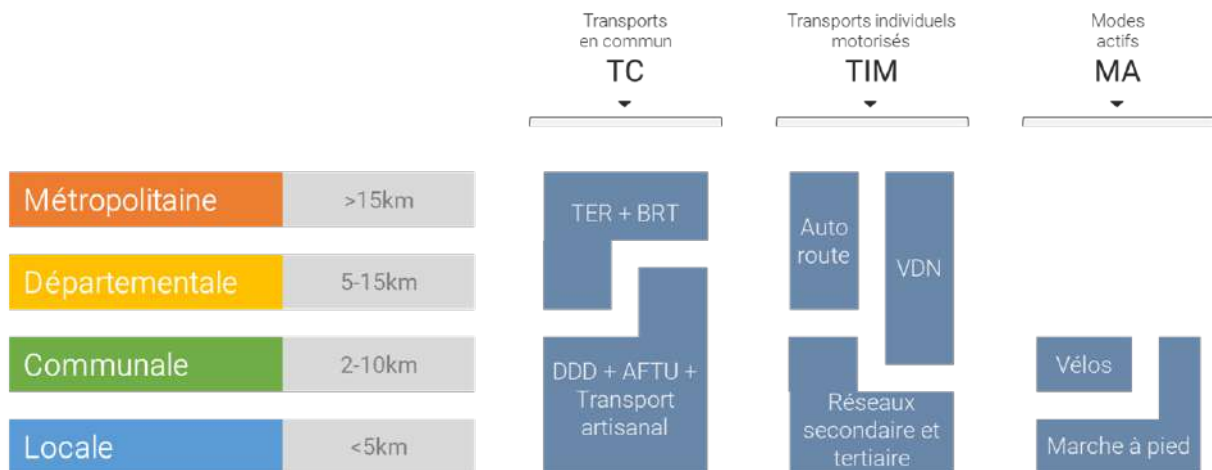 Transports
en commun
TC
Transports individuels
motorisés
TIM
Modes
actifs
MA
Métropolitaine
>15km
TER + BRT
Auto
route
VDN
Départementale
5-15km
Communale
2-10km
DDD + AFTU +
Transport
artisanal
Vélos
Réseaux
secondaire et
tertiaire
Marche à pied
Locale
<5km